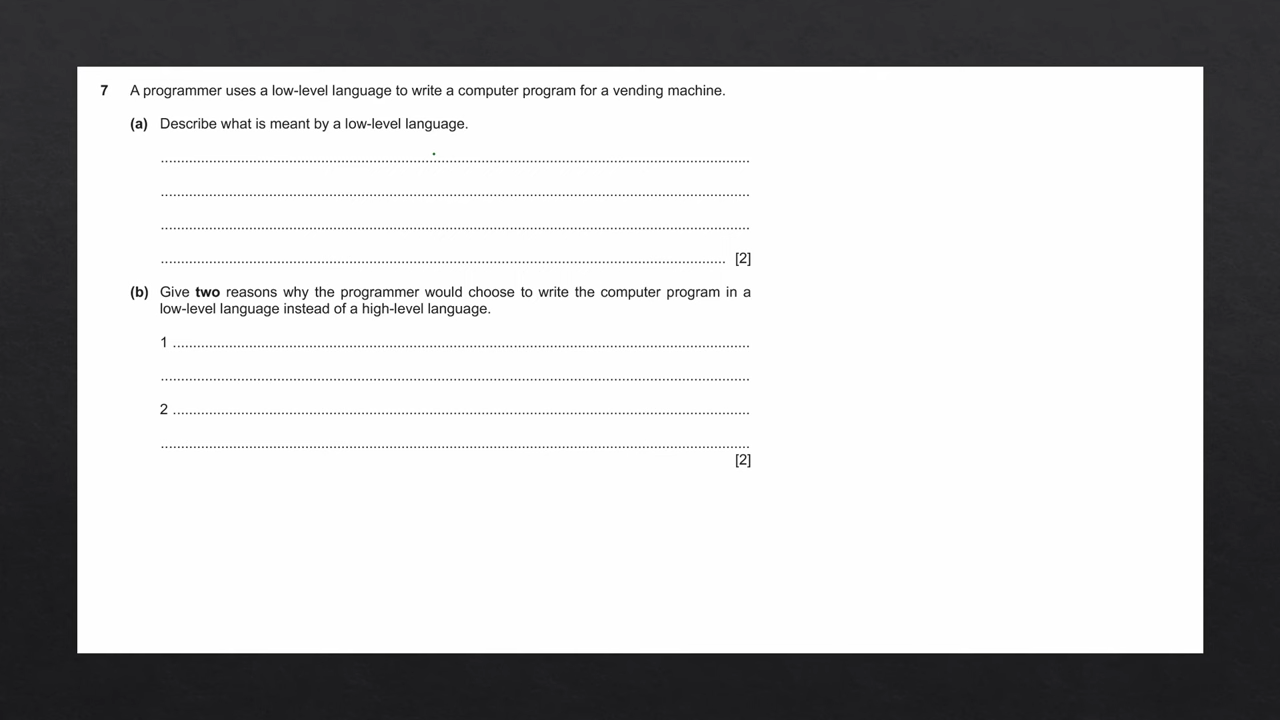 7 A programmer uses a low-level language to write a computer program for a vending machine.
(a) Describe what is meant by a low-level language.
................................................................................
................................................................................
................................................................................
................................................................................ [2]
(b) Give two reasons why the programmer would choose to write the computer program in a
low-level language instead of a high-level language.
1 ................................................................................
................................................................................
2 ................................................................................
................................................................................
[2]